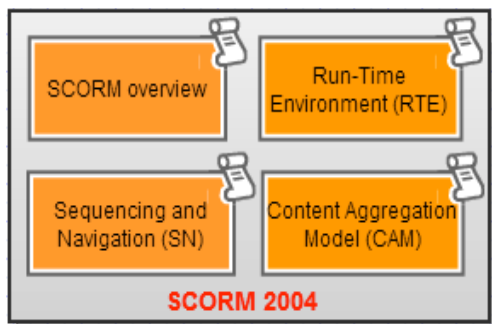 SCORM overview
Run-Time
Environment (RTE)
Sequencing and
Navigation (SN)
Content Aggregation
Model (CAM)
SCORM 2004